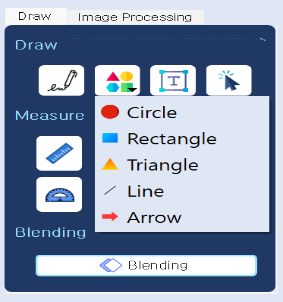 Draw Image Processing
Draw
Circle
Rectangle
Triangle
Line
Arrow
Measure
Blending
Blending